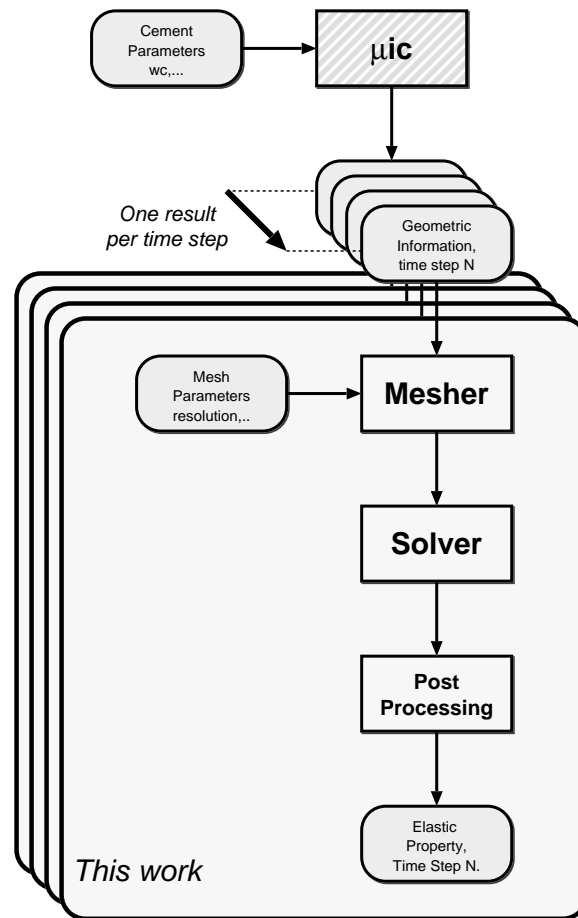 Cement
Parameters
wc,...
μic
One result
per time step
Geometric
Information,
time step N
Mesh
Parameters
resolution,..
Mesher
Solver
Post
Processing
Elastic
Property,
Time Step N.
This work